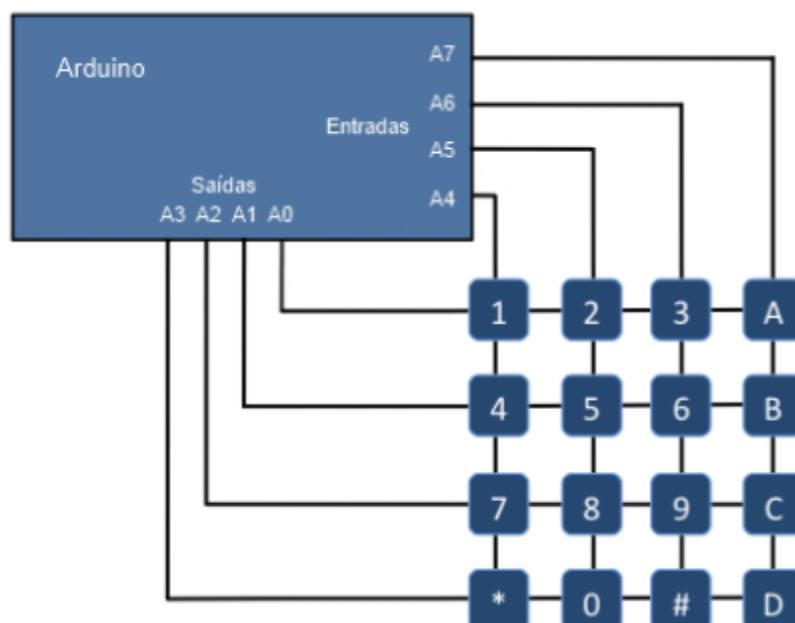 Arduino
A7
A6
Entradas
A5
A4
Saídas
A3 A2 A1 A0
1 2 3 A
4 5 6 B
7 8 9 C
* 0 # D